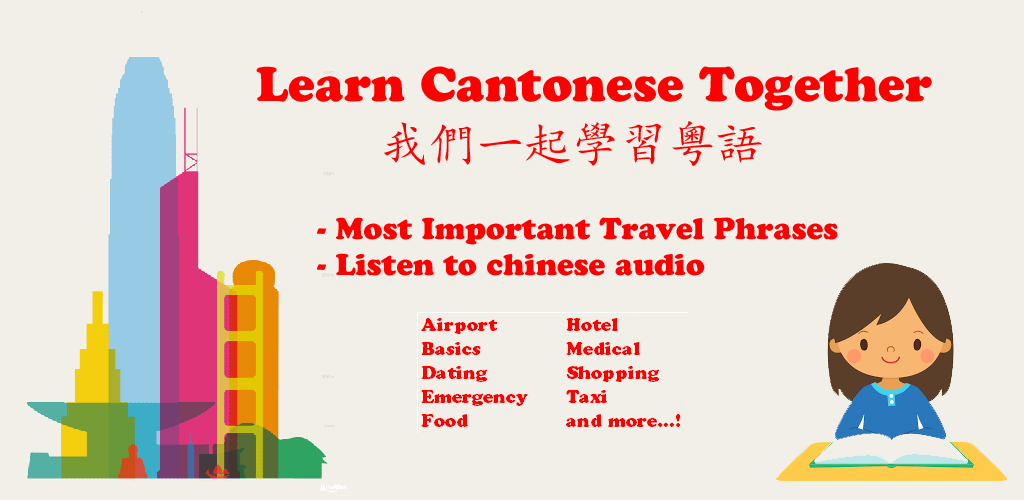 Learn Cantonese Together
我們一起學習粵語
- Most Important Travel Phrases
- Listen to chinese audio
Airport Hotel
Basics Medical
Dating Shopping
Emergency Taxi
Food and more...!